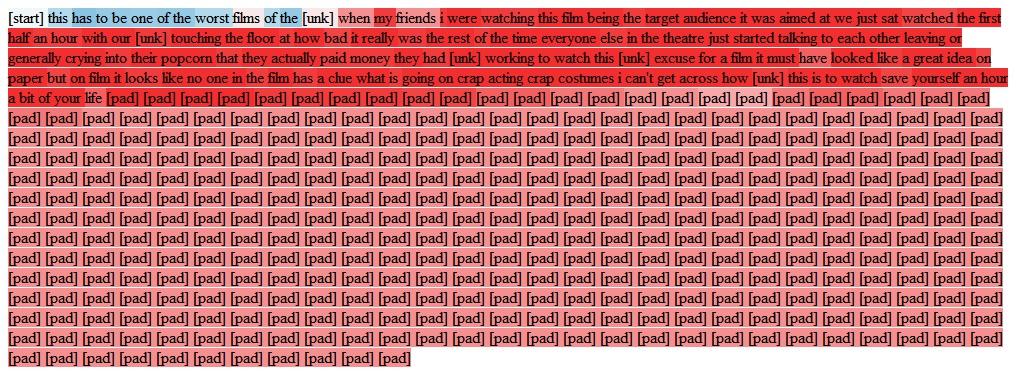 [start] this has to be one of the worst films of the [unk] when my friends i were watching this film being the target audience it was aimed at we just sat watched the first
half an hour with our [unk] touching the floor at how bad it really was the rest of the time everyone else in the theatre just started talking to each other leaving or
generally crying into their popcorn that they actually paid money they had [unk] working to watch this [unk] excuse for a film it must have looked like a great idea on
paper but on film it looks like no one in the film has a clue what is going on crap acting crap costumes i can't get across how [unk] this is to watch save yourself an hour
a bit of your life [pad] [pad] [pad] [pad] [pad] [pad] [pad] [pad] [pad] [pad] [pad] [pad] [pad] [pad] [pad] [pad] [pad] [pad] [pad] [pad] [pad] [pad] [pad] [pad]
[pad] [pad] [pad] [pad] [pad] [pad] [pad] [pad] [pad] [pad] [pad] [pad] [pad] [pad] [pad] [pad] [pad] [pad] [pad] [pad] [pad] [pad] [pad] [pad] [pad] [pad] [pad]
[pad] [pad] [pad] [pad] [pad] [pad] [pad] [pad] [pad] [pad] [pad] [pad] [pad] [pad] [pad] [pad] [pad] [pad] [pad] [pad] [pad] [pad] [pad] [pad] [pad] [pad] [pad]
[pad] [pad] [pad] [pad] [pad] [pad] [pad] [pad] [pad] [pad] [pad] [pad] [pad] [pad] [pad] [pad] [pad] [pad] [pad] [pad] [pad] [pad] [pad] [pad] [pad] [pad] [pad]
[pad] [pad] [pad] [pad] [pad] [pad] [pad] [pad] [pad] [pad] [pad] [pad] [pad] [pad] [pad] [pad] [pad] [pad] [pad] [pad] [pad] [pad] [pad] [pad] [pad] [pad] [pad]
[pad] [pad] [pad] [pad] [pad] [pad] [pad] [pad] [pad] [pad] [pad] [pad] [pad] [pad] [pad] [pad] [pad] [pad] [pad] [pad] [pad] [pad] [pad] [pad] [pad] [pad] [pad]
[pad] [pad] [pad] [pad] [pad] [pad] [pad] [pad] [pad] [pad] [pad] [pad] [pad] [pad] [pad] [pad] [pad] [pad] [pad] [pad] [pad] [pad] [pad] [pad] [pad] [pad] [pad]
[pad] [pad] [pad] [pad] [pad] [pad] [pad] [pad] [pad] [pad] [pad] [pad] [pad] [pad] [pad] [pad] [pad] [pad] [pad] [pad] [pad] [pad] [pad] [pad] [pad] [pad] [pad]
[pad] [pad] [pad] [pad] [pad] [pad] [pad] [pad] [pad] [pad] [pad] [pad] [pad] [pad] [pad] [pad] [pad] [pad] [pad] [pad] [pad] [pad] [pad] [pad] [pad] [pad] [pad]
[pad] [pad] [pad] [pad] [pad] [pad] [pad] [pad] [pad] [pad] [pad] [pad] [pad] [pad] [pad] [pad] [pad] [pad] [pad] [pad] [pad] [pad] [pad] [pad] [pad] [pad] [pad]
[pad] [pad] [pad] [pad] [pad] [pad] [pad] [pad] [pad] [pad] [pad] [pad] [pad] [pad] [pad] [pad] [pad] [pad] [pad] [pad] [pad] [pad] [pad] [pad] [pad] [pad] [pad]
[pad] [pad] [pad] [pad] [pad] [pad] [pad] [pad] [pad] [pad] [pad] [pad] [pad] [pad] [pad] [pad] [pad] [pad] [pad] [pad] [pad] [pad] [pad] [pad] [pad] [pad] [pad]
[pad] [pad] [pad] [pad] [pad] [pad] [pad] [pad] [pad] [pad] [pad] [pad] [pad] [pad] [pad] [pad] [pad] [pad] [pad] [pad] [pad] [pad] [pad] [pad] [pad] [pad] [pad]
[pad] [pad] [pad] [pad] [pad] [pad] [pad] [pad] [pad] [pad] [pad]